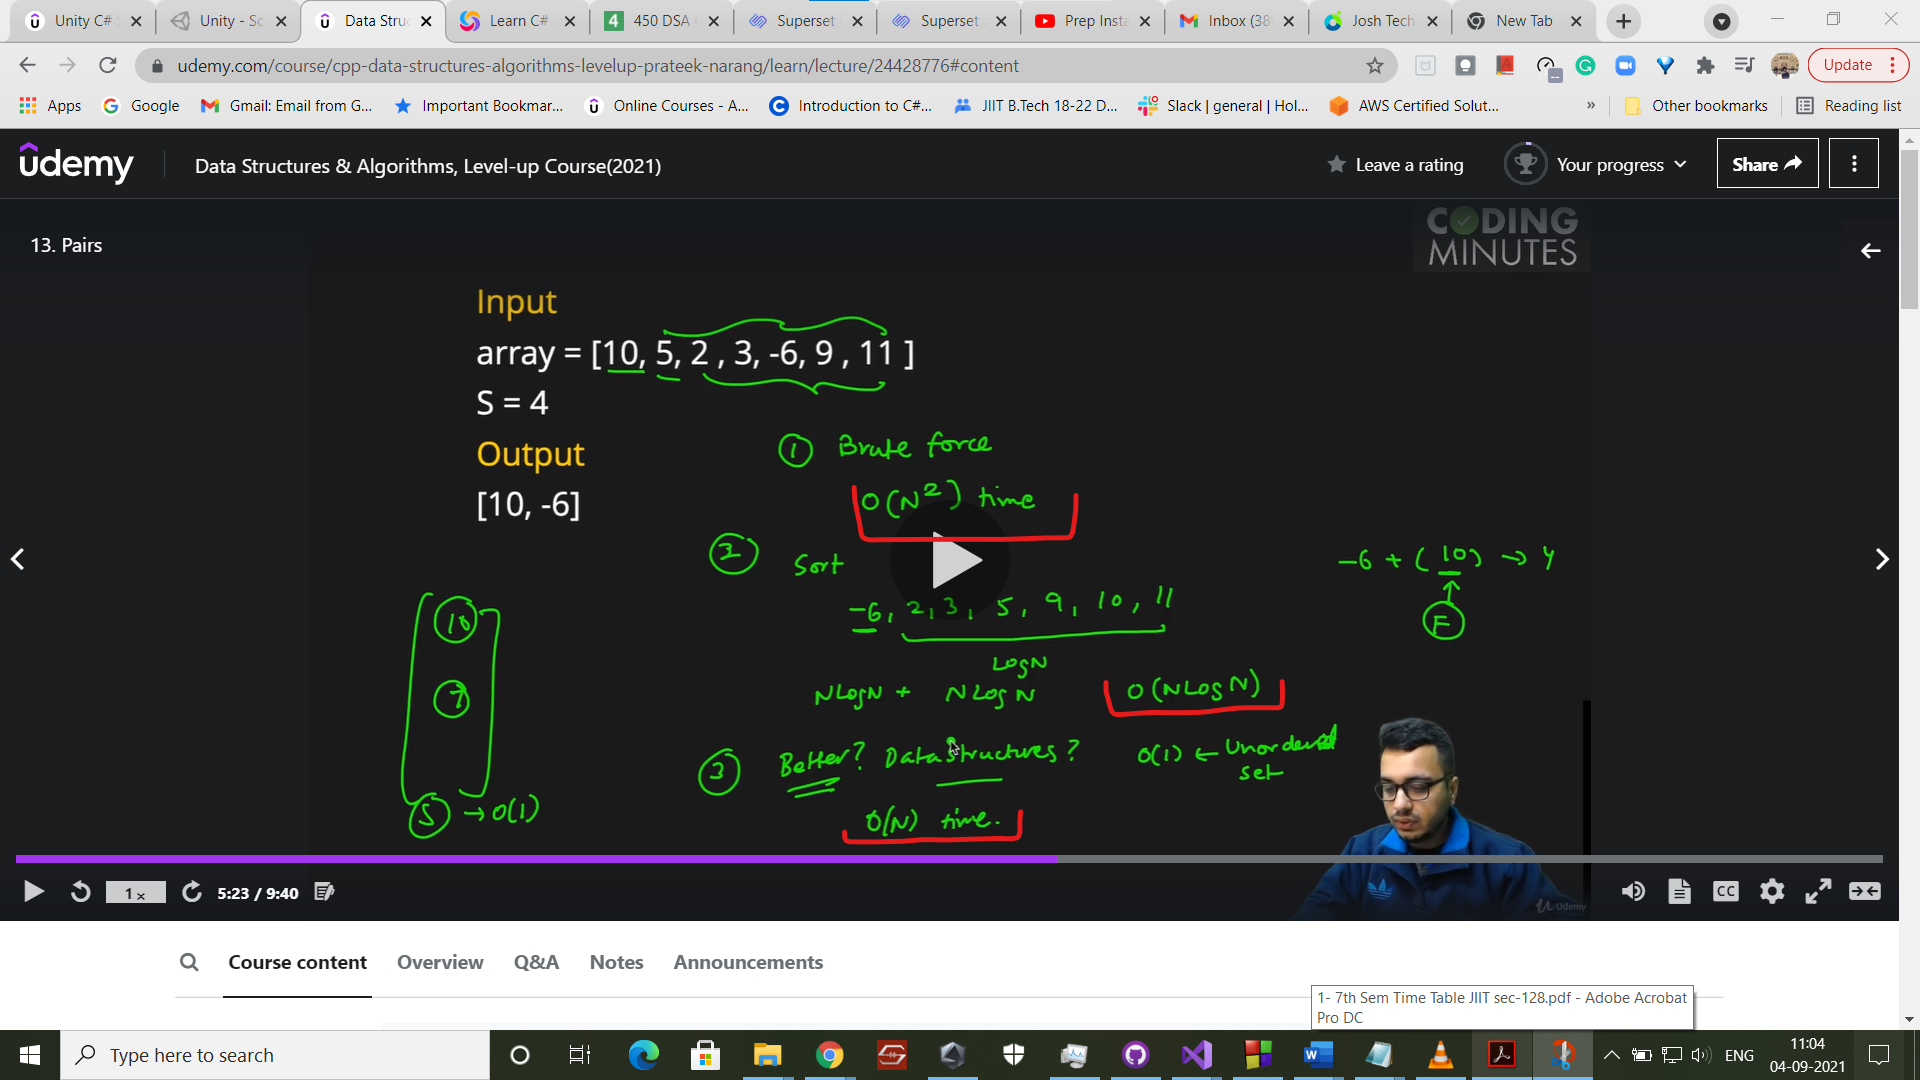 Unity C#
Unity - Sc
Data Struc
Learn C#
450 DSA
Superset
Superset
Prep Insta
Inbox (38
Josh Tech
New Tab
udemy.com/course/cpp-data-structures-algorithms-levelup-prateek-narang/learn/lecture/24428776#content
Update
Apps
Google
Gmail: Email from G...
Important Bookmar...
Online Courses - A...
Introduction to C#...
JIIT B.Tech 18-22 D...
Slack | general | Hol...
AWS Certified Solut...
»
Other bookmarks
Reading list
ûdemy
Data Structures & Algorithms, Level-up Course(2021)
Leave a rating
Your progress
Share
13. Pairs
CODING
MINUTES
Input
array = [10, 5, 2 , 3, -6, 9 , 11 ]
S = 4
Output
[10, -6]
1 Brute force
O(N²) time
2 Sort
-6 + (10) → 4
F
-6, 2, 3, 5, 9, 10, 11
LogN
NLogN + NLogN O(NLogN)
10
7
5 → O(1)
3 Better? Data Structures? O(1) ← Unordered
set
O(N) time.
1 x
5:23 / 9:40
CC
Udemy
Course content
Overview
Q&A
Notes
Announcements
1- 7th Sem Time Table JIIT sec-128.pdf - Adobe Acrobat
Pro DC
Type here to search
ENG
11:04
04-09-2021